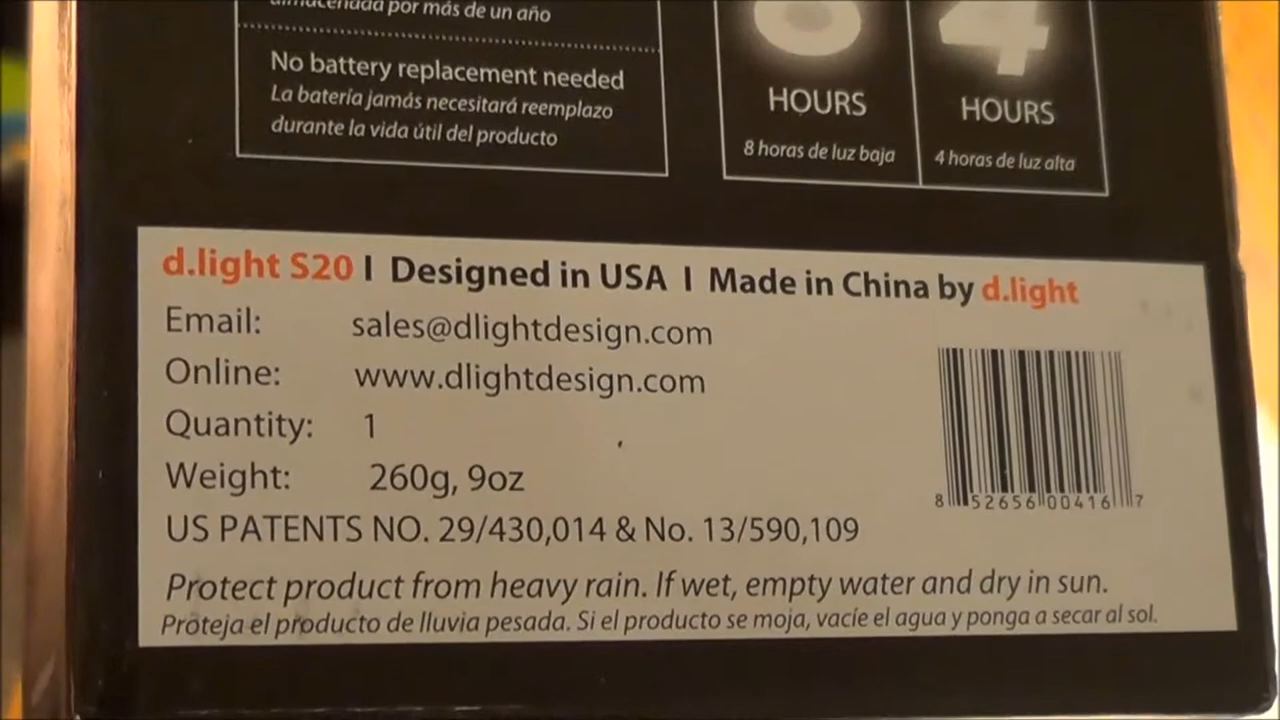 almacenada por más de un año
No battery replacement needed
La batería jamás necesitará reemplazo
durante la vida útil del producto
8
HOURS
8 horas de luz baja
4
HOURS
4 horas de luz alta
d.light S20 I Designed in USA I Made in China by d.light
Email: sales@dlightdesign.com
Online: www.dlightdesign.com
Quantity: 1
Weight: 260g, 9oz
US PATENTS NO. 29/430,014 & No. 13/590,109
8 52656 00416 7
Protect product from heavy rain. If wet, empty water and dry in sun.
Proteja el producto de lluvia pesada. Si el producto se moja, vacíe el agua y ponga a secar al sol.